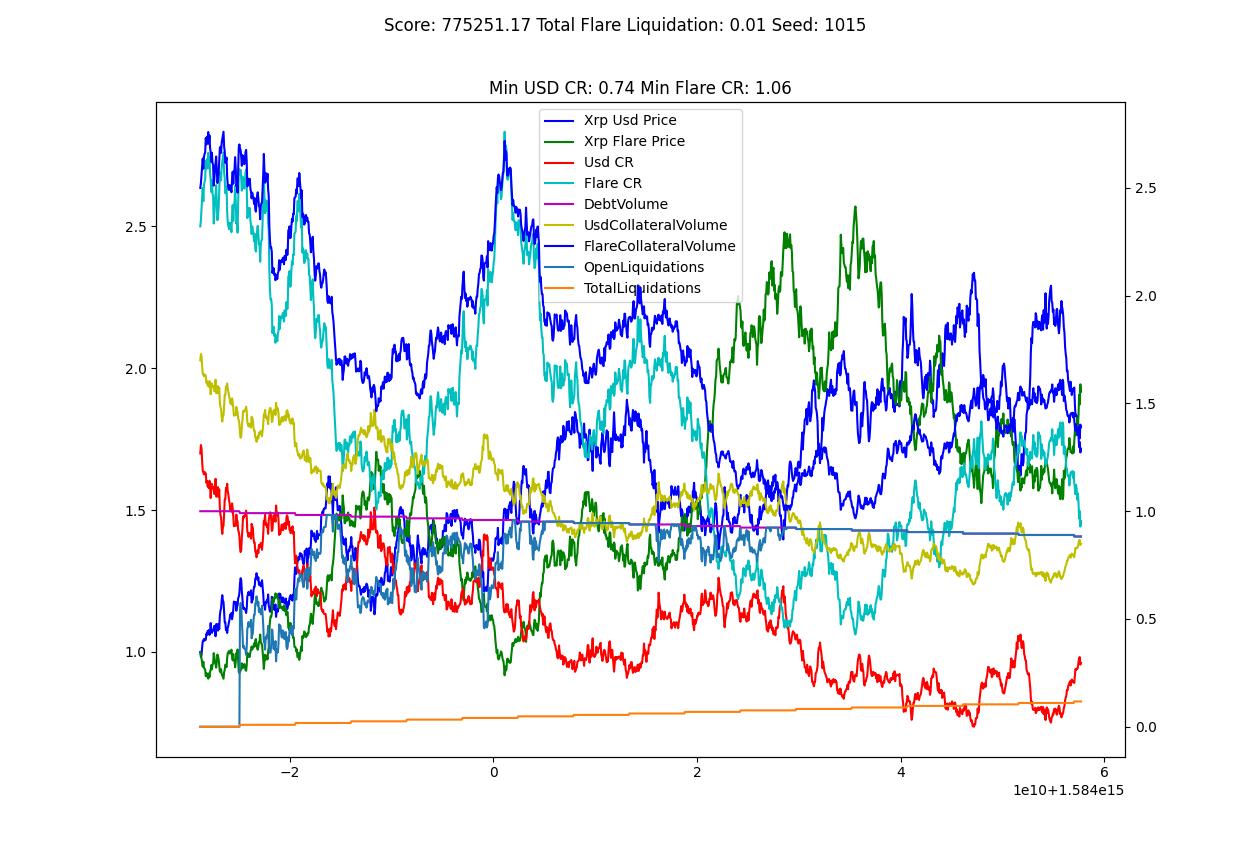 Score: 775251.17 Total Flare Liquidation: 0.01 Seed: 1015
Min USD CR: 0.74 Min Flare CR: 1.06
Xrp Usd Price
Xrp Flare Price
Usd CR
Flare CR
DebtVolume
UsdCollateralVolume
FlareCollateralVolume
OpenLiquidations
TotalLiquidations
2.5
2.0
1.5
1.0
2.5
2.0
1.5
1.0
0.5
0.0
−2
0
2
4
6
1e10+1.584e15